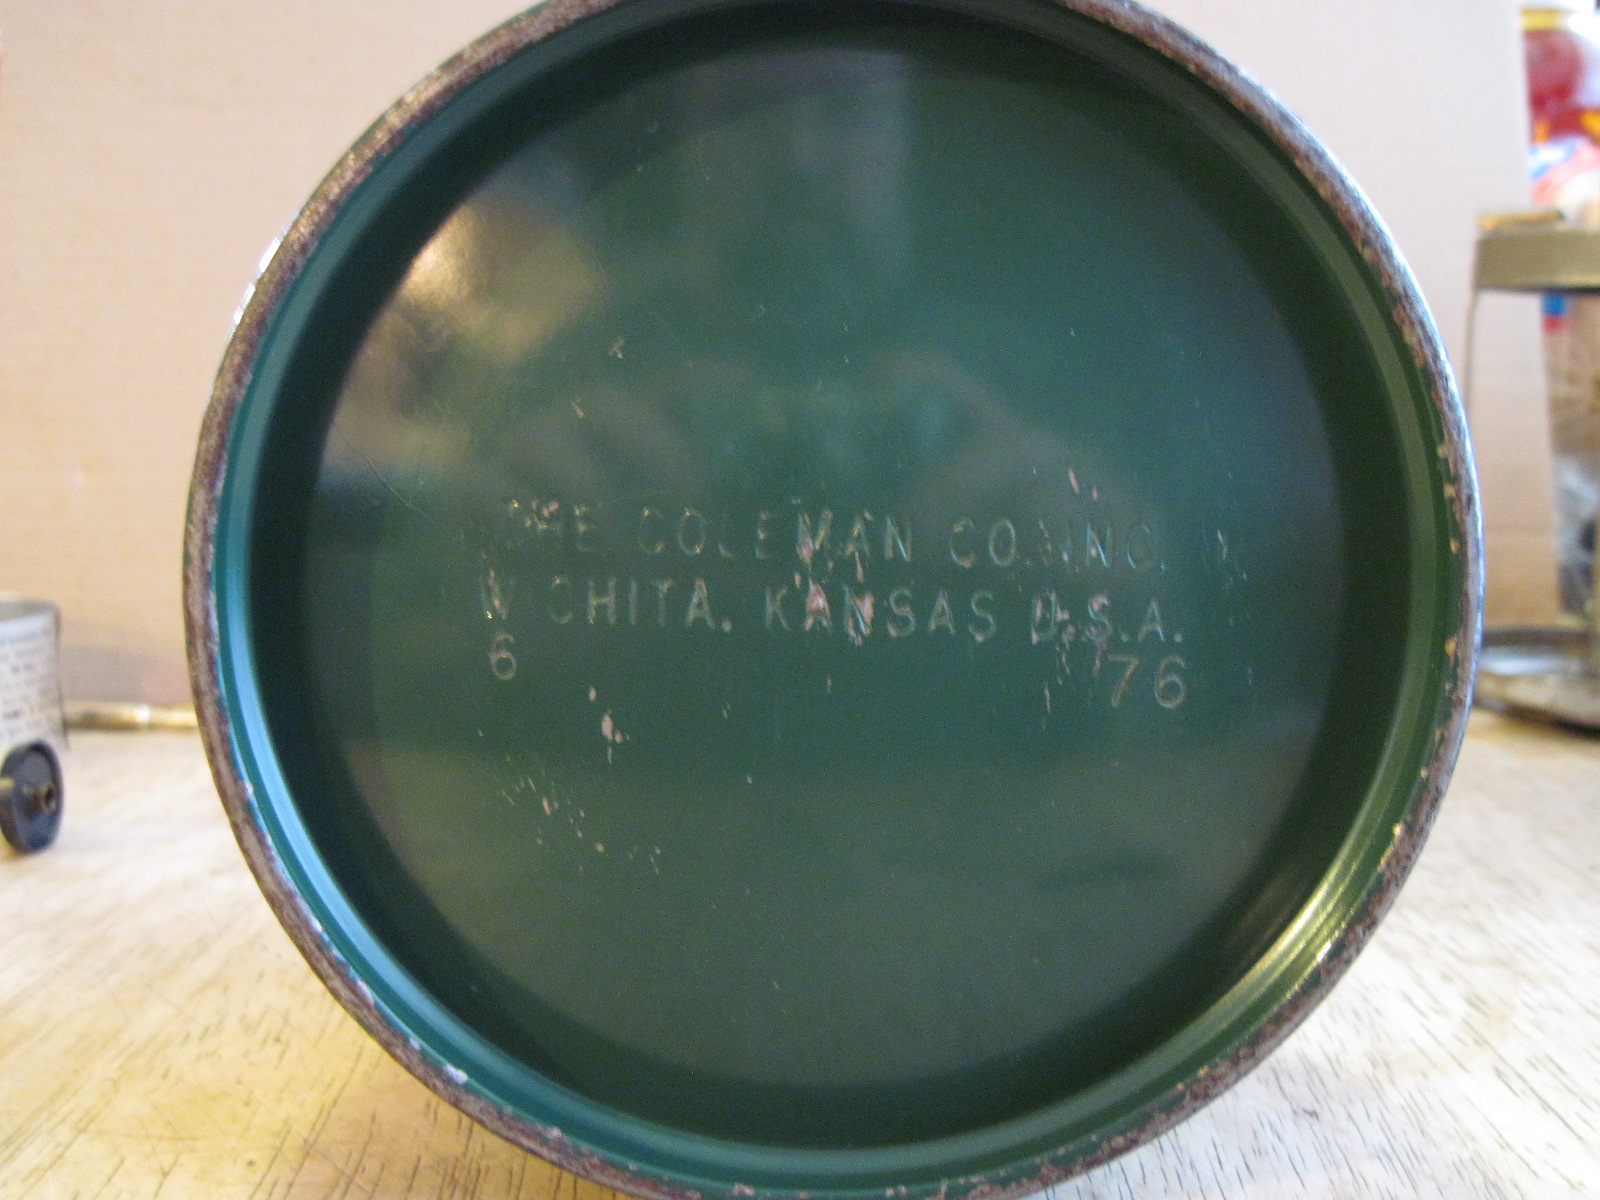 THE COLEMAN CO. INC.
WICHITA, KANSAS U.S.A.
6 76